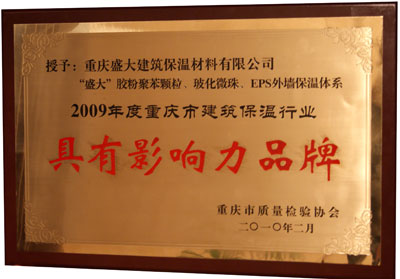 授予：重庆盛大建筑保温材料有限公司
“盛大”胶粉聚苯颗粒、玻化微珠、EPS外墙保温体系
2009年度重庆市建筑保温行业
具有影响力品牌
重庆市质量检验协会
二〇一〇年二月